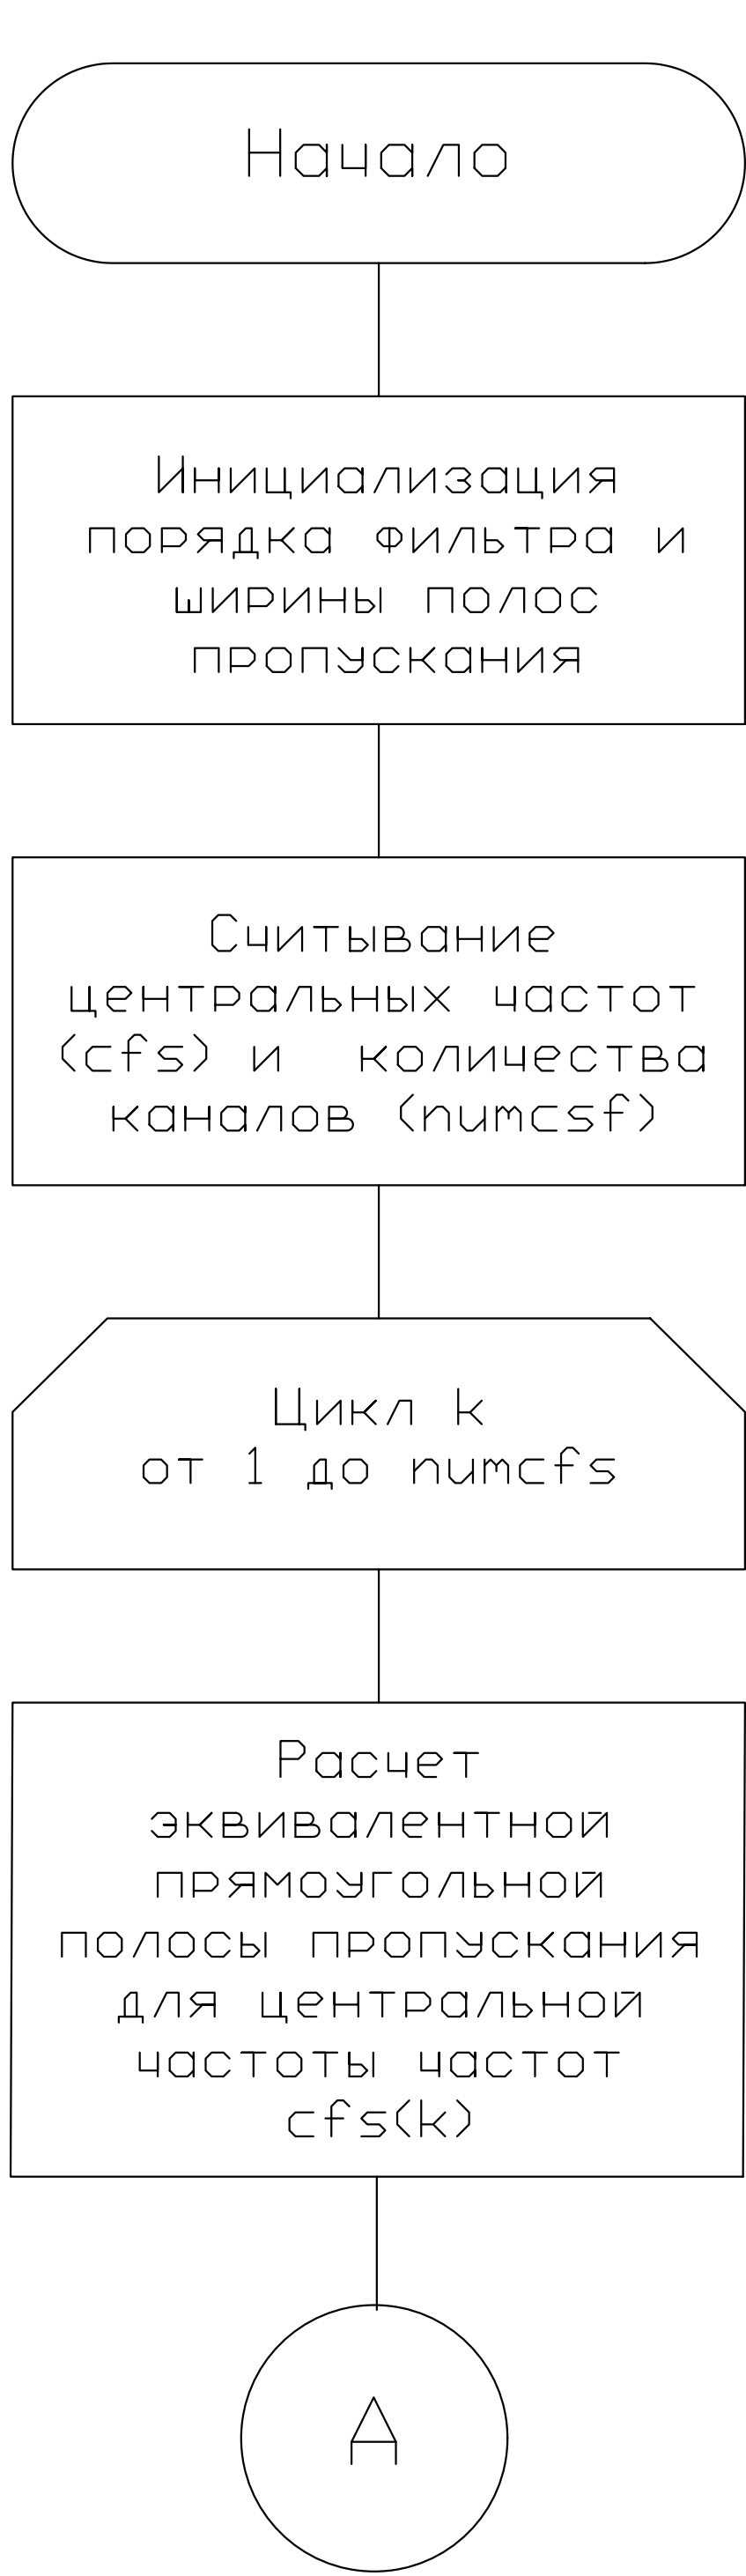 Начало
Инициализация
порядка фильтра и
ширины полос
пропускания
Считывание
центральных частот
(cfs) и количества
каналов (numcsf)
Цикл k
от 1 до numcfs
Расчет
эквивалентной
прямоугольной
полосы пропускания
для центральной
частоты частот
cfs(k)
А